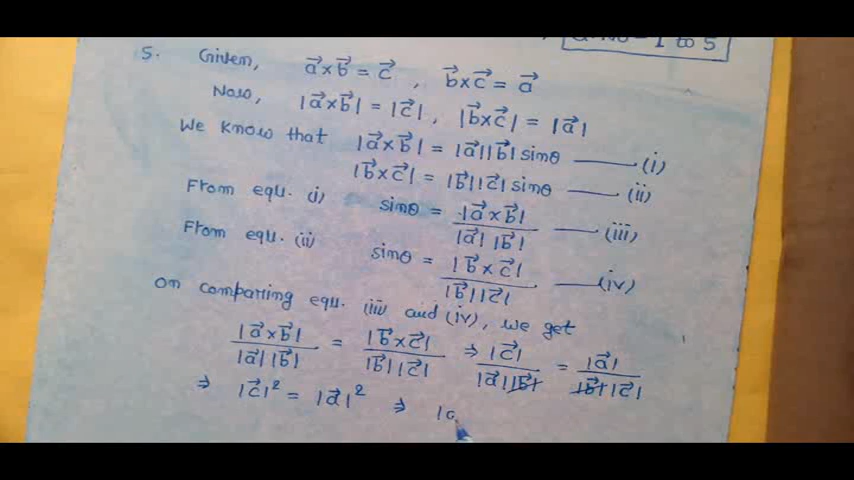 1 to 5
5. Given, a⃗×b⃗ = c⃗ , b⃗×c⃗ = a⃗
Now, |a⃗×b⃗| = |c⃗| , |b⃗×c⃗| = |a⃗|
We know that |a⃗×b⃗| = |a⃗||b⃗| sinθ —— (i)
|b⃗×c⃗| = |b⃗||c⃗| sinθ —— (ii)
From equ. (i) sinθ = |a⃗×b⃗| / |a⃗||b⃗| —— (iii)
From equ. (ii) sinθ = |b⃗×c⃗| / |b⃗||c⃗| —— (iv)
on comparing equ. (iii) and (iv), we get
|a⃗×b⃗| / |a⃗||b⃗| = |b⃗×c⃗| / |b⃗||c⃗| ⇒ |c⃗| / |a⃗||b⃗| = |a⃗| / |b⃗||c⃗|
⇒ |c⃗|² = |a⃗|² ⇒ |c